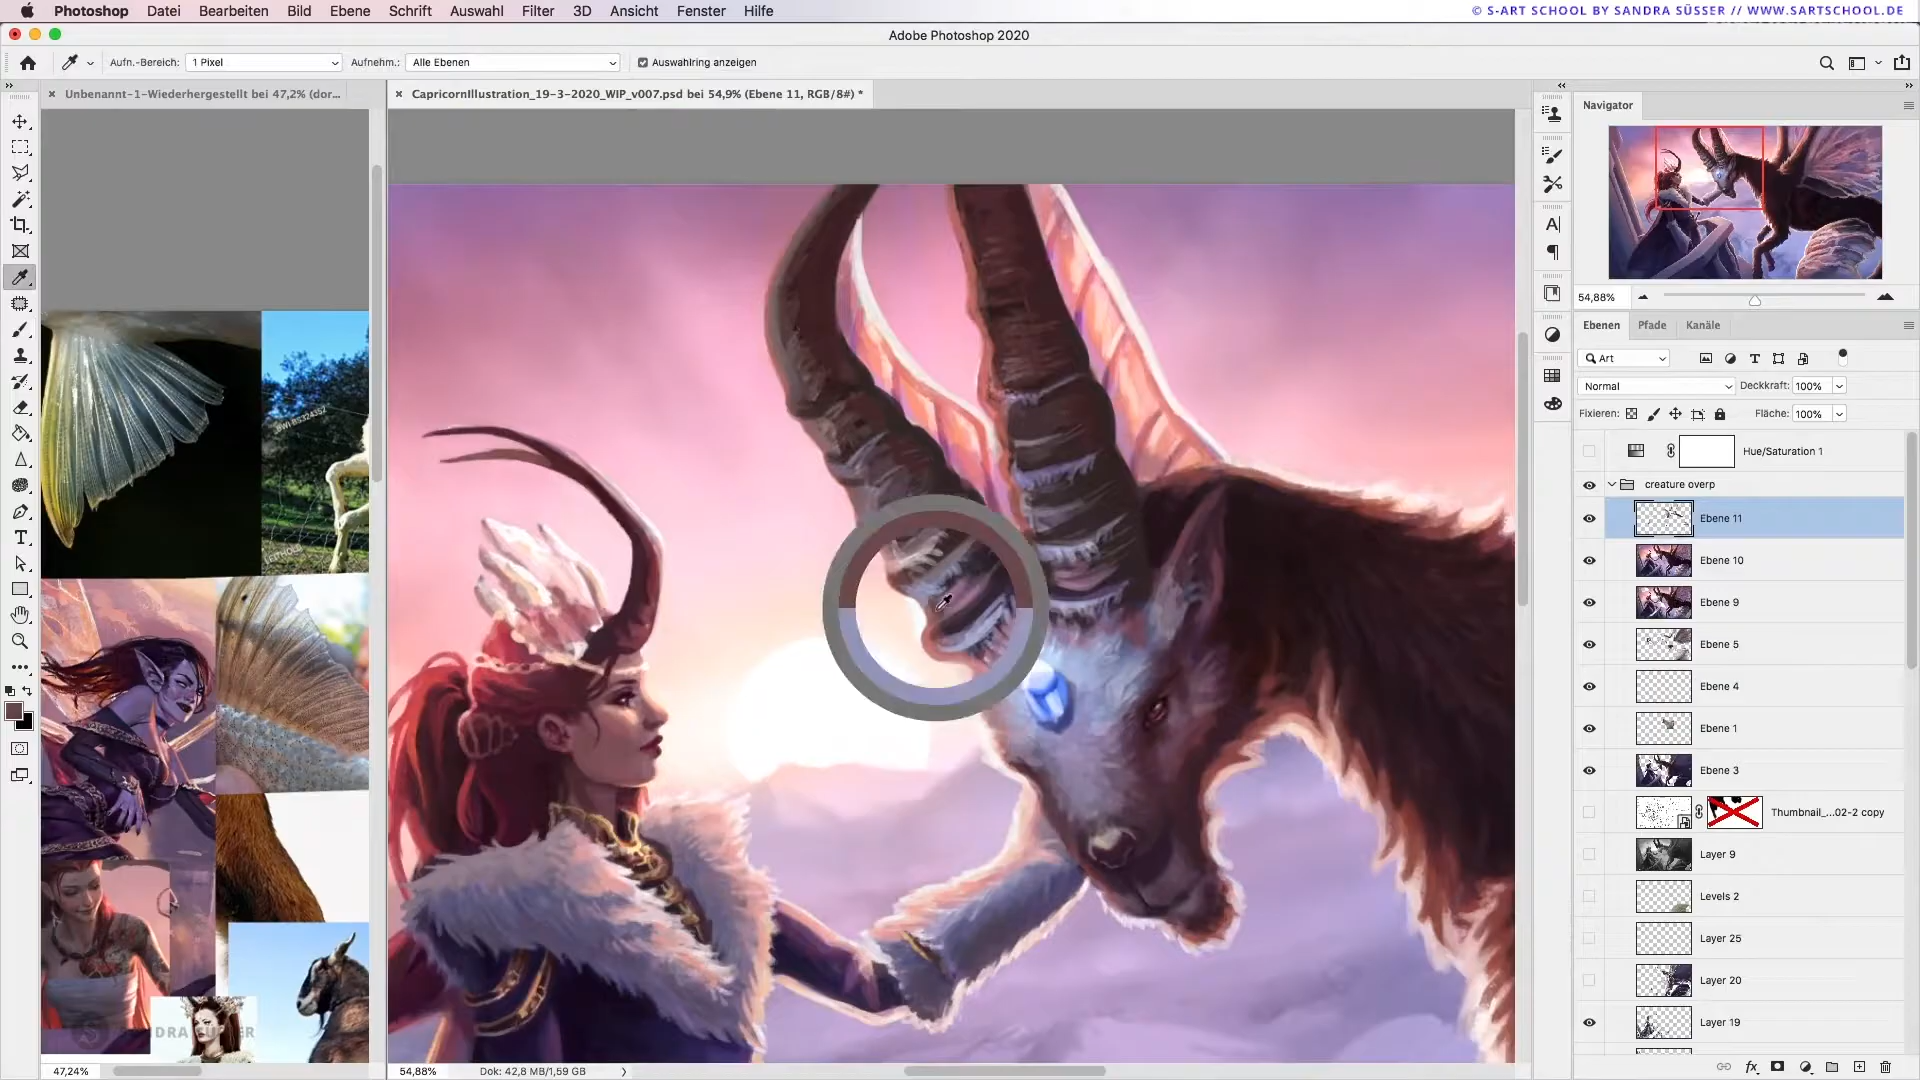 Photoshop Datei Bearbeiten Bild Ebene Schrift Auswahl Filter 3D Ansicht Fenster Hilfe
© S-ART SCHOOL BY SANDRA SÜSSER // WWW.SARTSCHOOL.DE
Adobe Photoshop 2020
Aufn.-Bereich: 1 Pixel Aufnehm.: Alle Ebenen Auswahlring anzeigen
Unbenannt-1-Wiederhergestellt bei 47,2% (dor...
CapricornIllustration_19-3-2020_WIP_v007.psd bei 54,9% (Ebene 11, RGB/8#) *
Navigator
54,88%
Ebenen Pfade Kanäle
Art
Normal Deckkraft: 100%
Fixieren: Fläche: 100%
Hue/Saturation 1
creature overp
Ebene 11
Ebene 10
Ebene 9
Ebene 5
Ebene 4
Ebene 1
Ebene 3
Thumbnail_...02-2 copy
Layer 9
Levels 2
Layer 25
Layer 20
Layer 19
47,24%
54,88% Dok: 42,8 MB/1,59 GB